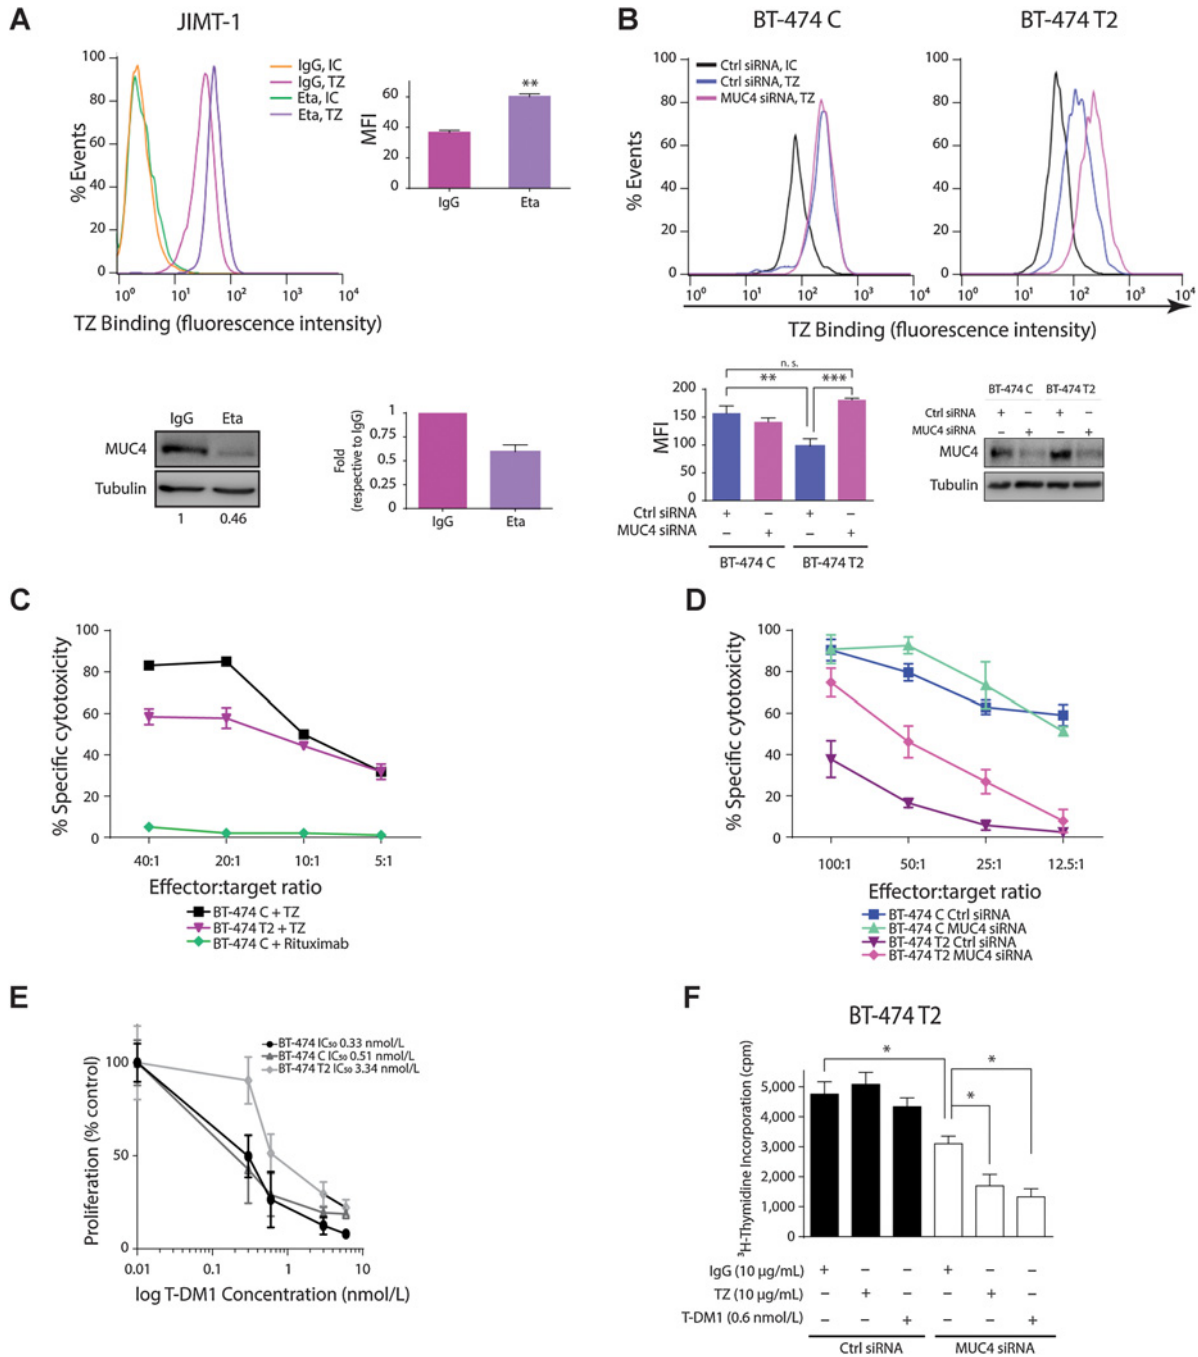 A
JIMT-1
100
80
60
40
20
0
% Events
10⁰ 10¹ 10² 10³ 10⁴
TZ Binding (fluorescence intensity)
IgG, IC
IgG, TZ
Eta, IC
Eta, TZ
**
60
40
20
0
MFI
IgG Eta
IgG Eta
MUC4
Tubulin
1 0.46
1
0.75
0.5
0.25
0
Fold
(respective to IgG)
IgG Eta
B
BT-474 C
BT-474 T2
Ctrl siRNA, IC
Ctrl siRNA, TZ
MUC4 siRNA, TZ
100
80
60
40
20
0
% Events
10⁰ 10¹ 10² 10³ 10⁴
100
80
60
40
20
0
10⁰ 10¹ 10² 10³ 10⁴
TZ Binding (fluorescence intensity)
n. s.
** ***
200
150
100
50
0
MFI
Ctrl siRNA + – + –
MUC4 siRNA – + – +
BT-474 C BT-474 T2
BT-474 C BT-474 T2
Ctrl siRNA + – + –
MUC4 siRNA – + – +
MUC4
Tubulin
C
100
80
60
40
20
0
% Specific cytotoxicity
40:1 20:1 10:1 5:1
Effector:target ratio
BT-474 C + TZ
BT-474 T2 + TZ
BT-474 C + Rituximab
D
100
80
60
40
20
0
% Specific cytotoxicity
100:1 50:1 25:1 12.5:1
Effector:target ratio
BT-474 C Ctrl siRNA
BT-474 C MUC4 siRNA
BT-474 T2 Ctrl siRNA
BT-474 T2 MUC4 siRNA
E
BT-474 IC₅₀ 0.33 nmol/L
BT-474 C IC₅₀ 0.51 nmol/L
BT-474 T2 IC₅₀ 3.34 nmol/L
100
50
0
Proliferation (% control)
0.01 0.1 1 10
log T-DM1 Concentration (nmol/L)
F
BT-474 T2
* *
*
5,000
4,000
3,000
2,000
1,000
0
³H-Thymidine Incorporation (cpm)
IgG (10 µg/mL) + – – + – –
TZ (10 µg/mL) – + – – + –
T-DM1 (0.6 nmol/L) – – + – – +
Ctrl siRNA MUC4 siRNA